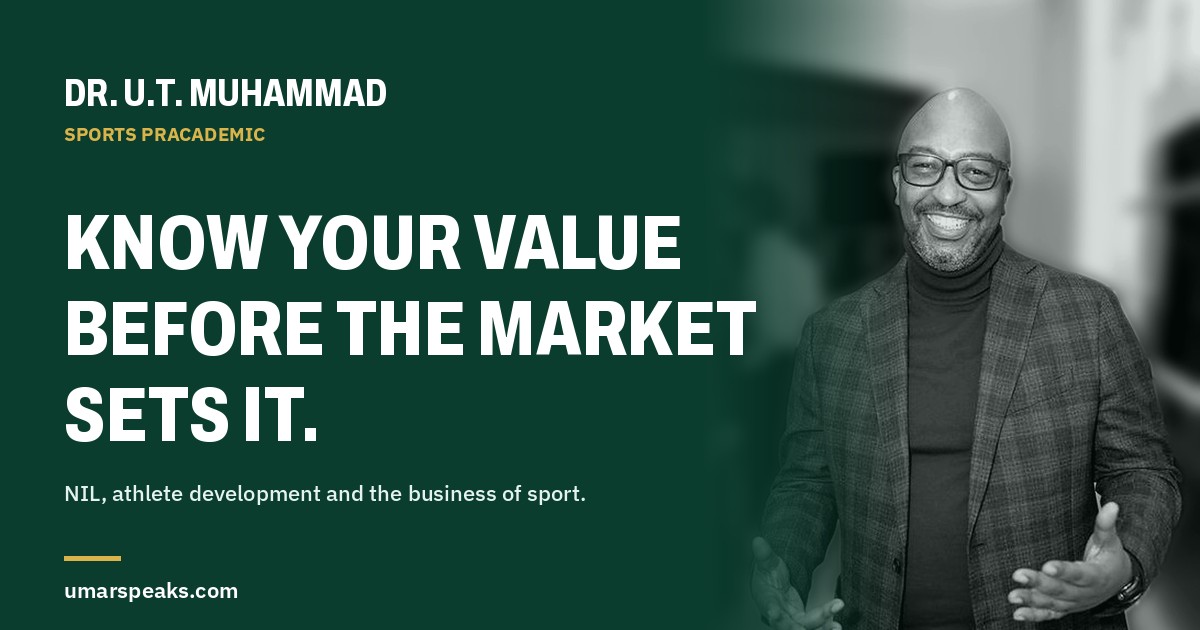 DR. U.T. MUHAMMAD
SPORTS PRACADEMIC
KNOW YOUR VALUE
BEFORE THE MARKET
SETS IT.
NIL, athlete development and the business of sport.
umarspeaks.com